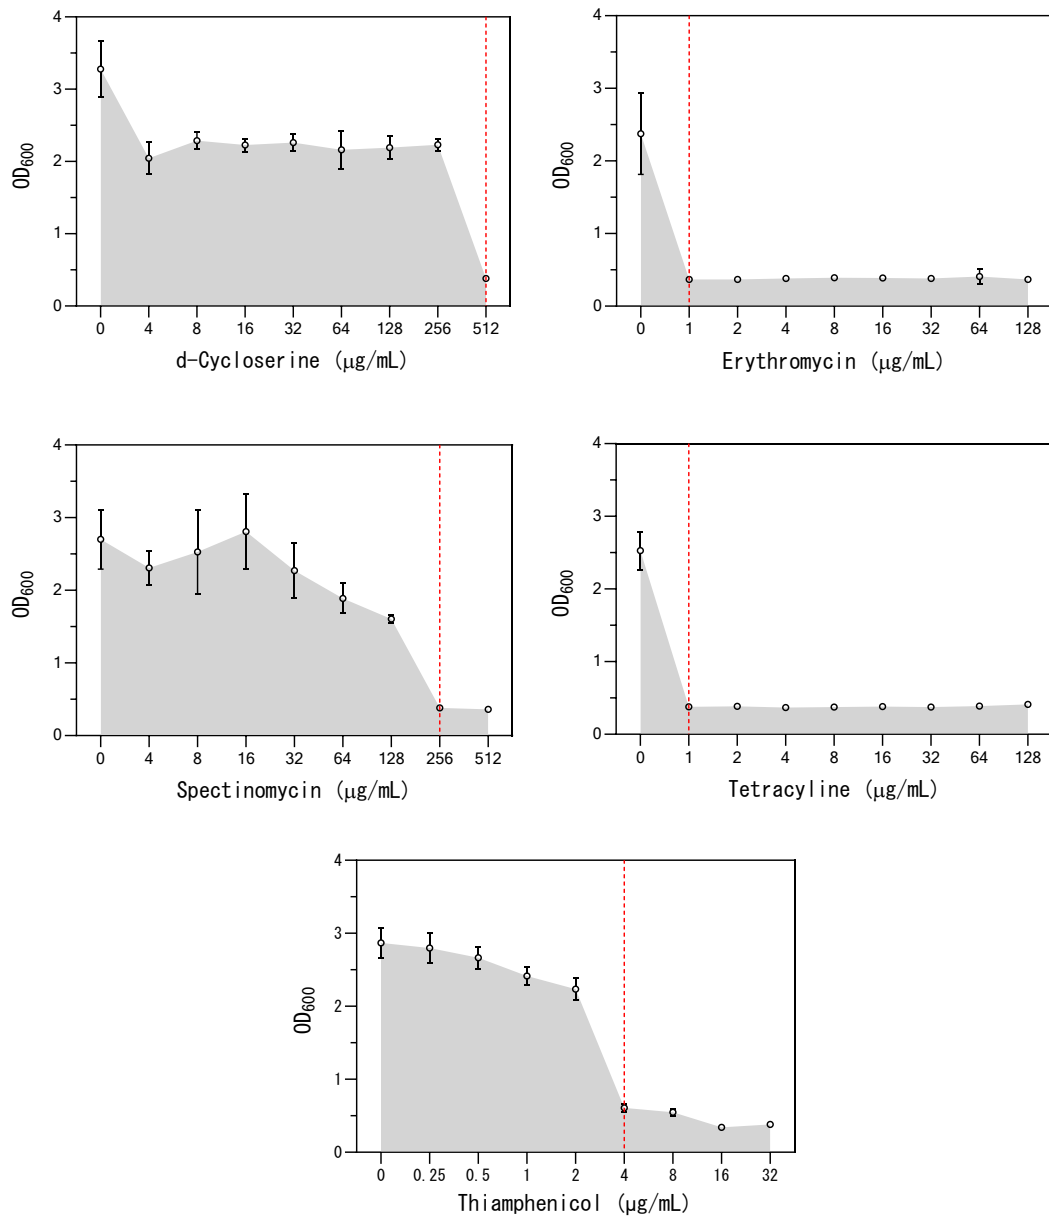 4
3
2
1
0
OD600
0 4 8 16 32 64 128 256 512
d-Cycloserine (μg/mL)
4
3
2
1
0
OD600
0 1 2 4 8 16 32 64 128
Erythromycin (μg/mL)
4
3
2
1
0
OD600
0 4 8 16 32 64 128 256 512
Spectinomycin (μg/mL)
4
3
2
1
0
OD600
0 1 2 4 8 16 32 64 128
Tetracyline (μg/mL)
4
3
2
1
0
OD600
0 0.25 0.5 1 2 4 8 16 32
Thiamphenicol (μg/mL)